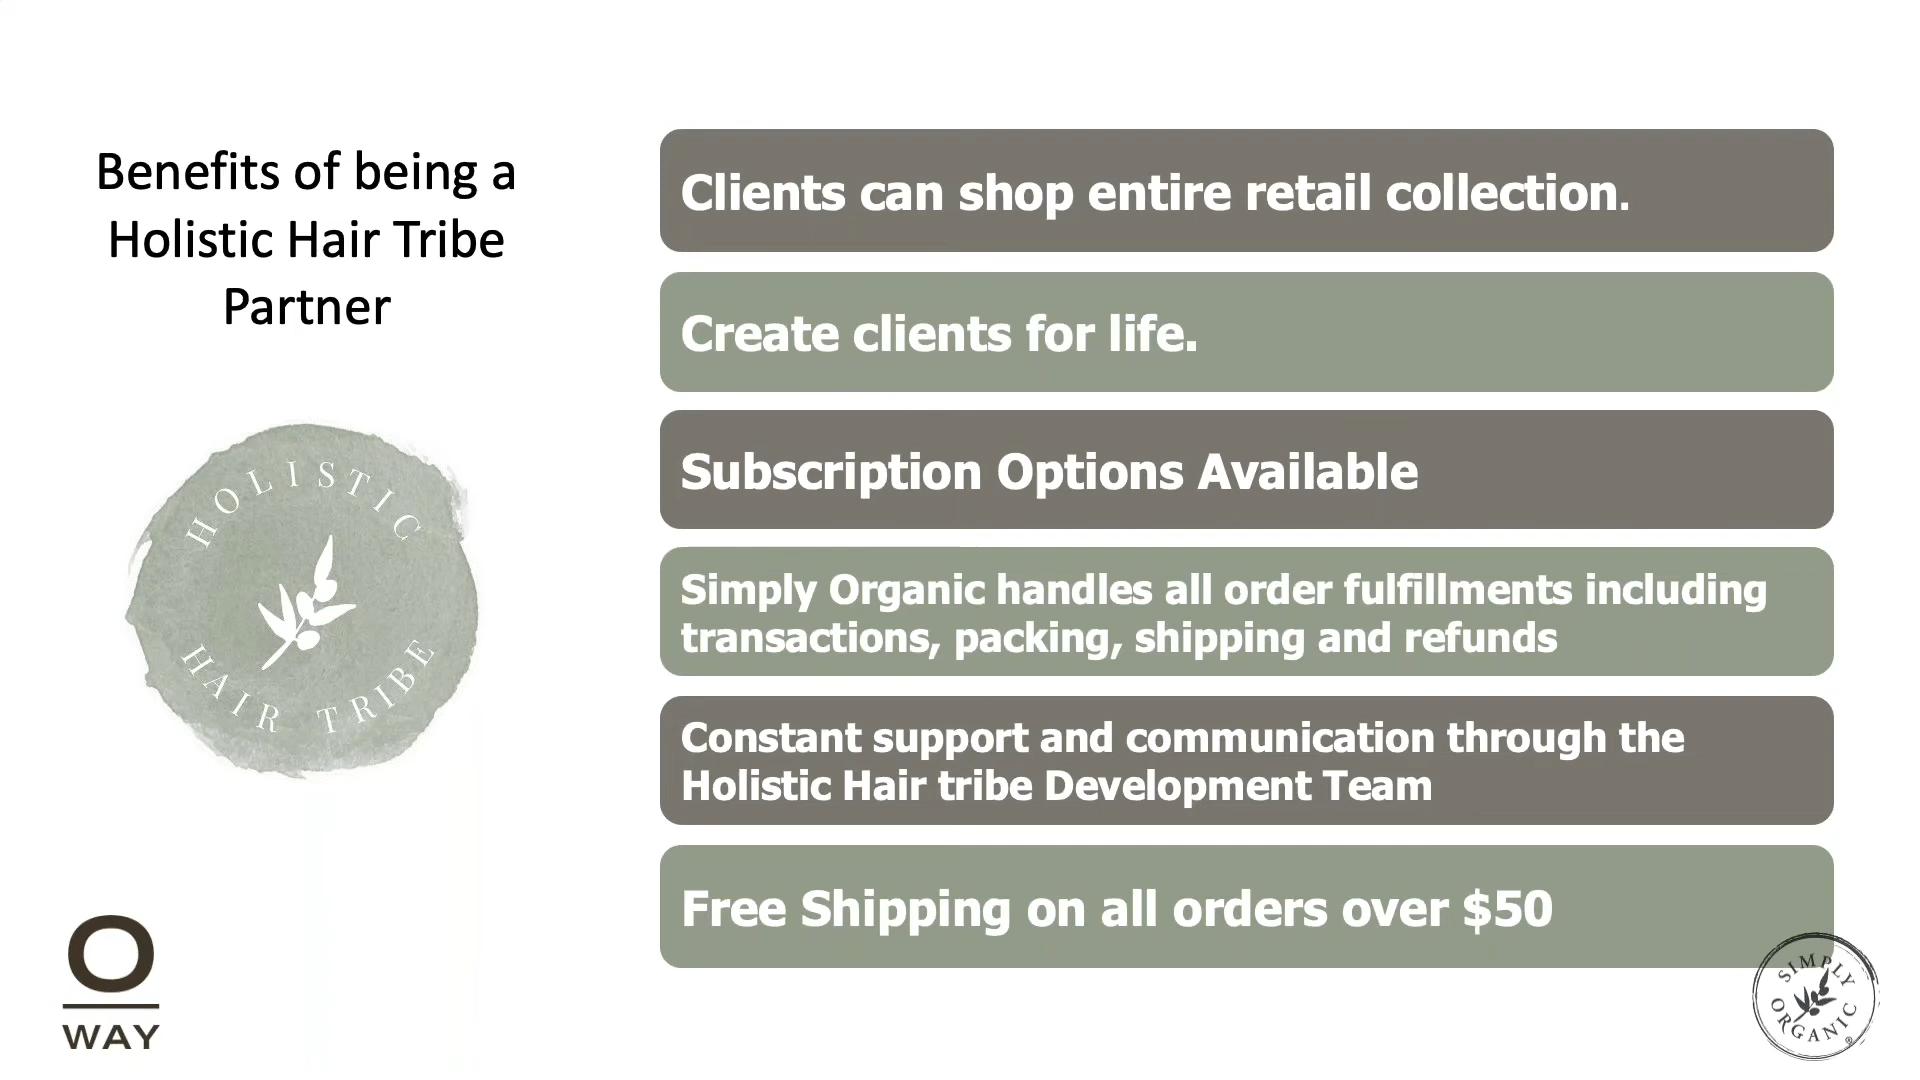 Benefits of being a
Holistic Hair Tribe
Partner
HOLISTIC
HAIR TRIBE
O
WAY
Clients can shop entire retail collection.
Create clients for life.
Subscription Options Available
Simply Organic handles all order fulfillments including
transactions, packing, shipping and refunds
Constant support and communication through the
Holistic Hair tribe Development Team
Free Shipping on all orders over $50
SIMPLY
ORGANIC
®